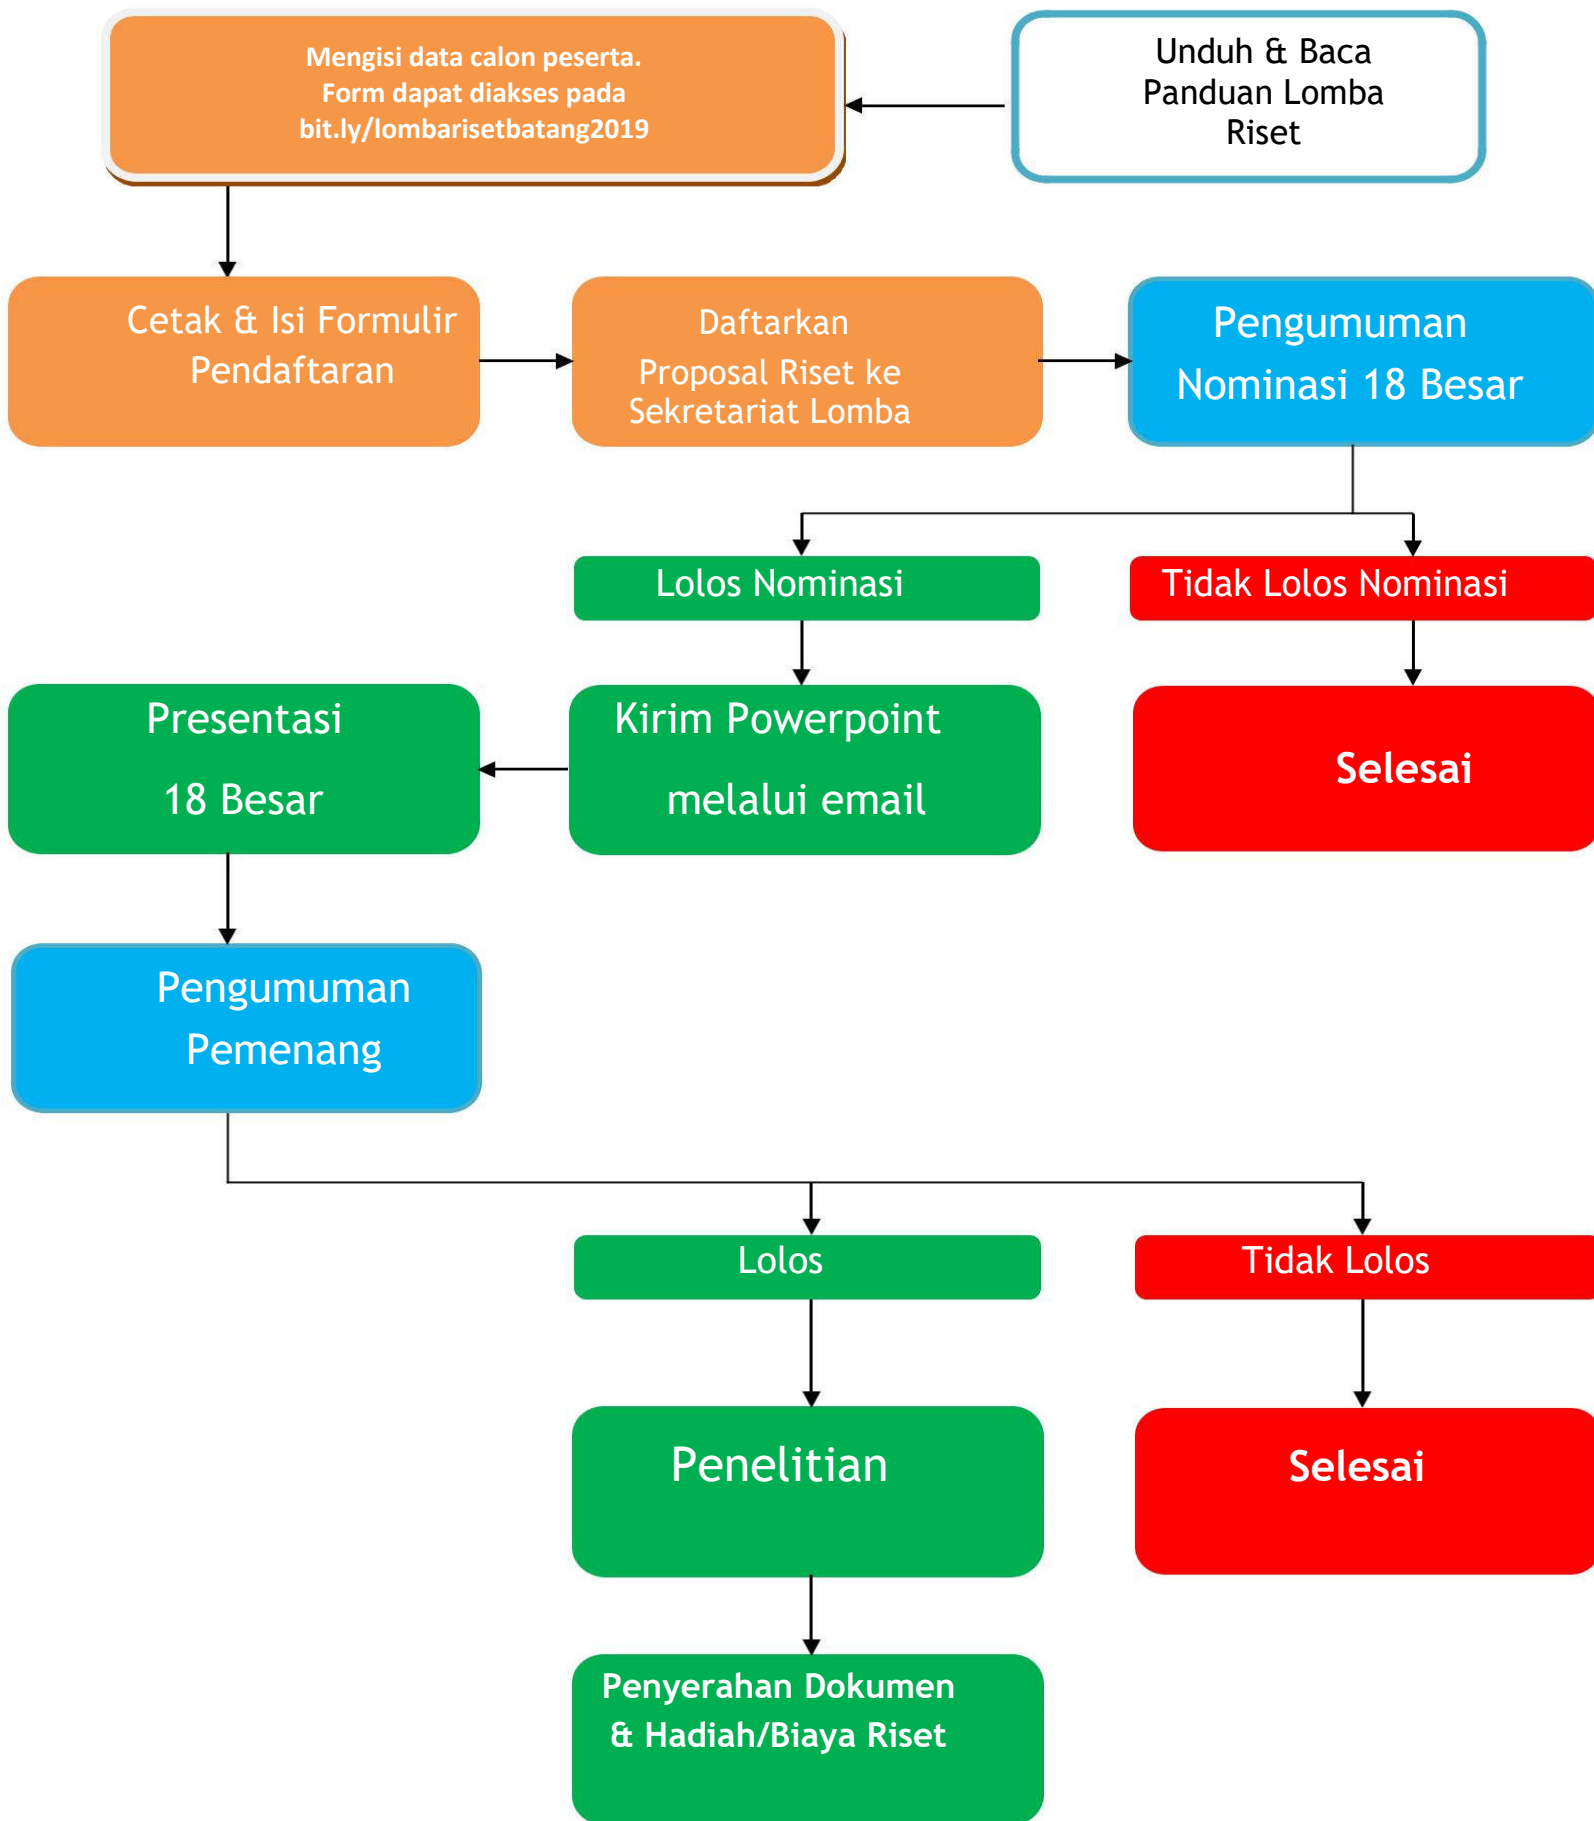 Mengisi data calon peserta.
Form dapat diakses pada
bit.ly/lombarisetbatang2019
Unduh & Baca
Panduan Lomba
Riset
Cetak & Isi Formulir
Pendaftaran
Daftarkan
Proposal Riset ke
Sekretariat Lomba
Pengumuman
Nominasi 18 Besar
Lolos Nominasi
Tidak Lolos Nominasi
Presentasi
18 Besar
Kirim Powerpoint
melalui email
Selesai
Pengumuman
Pemenang
Lolos
Tidak Lolos
Penelitian
Selesai
Penyerahan Dokumen
& Hadiah/Biaya Riset